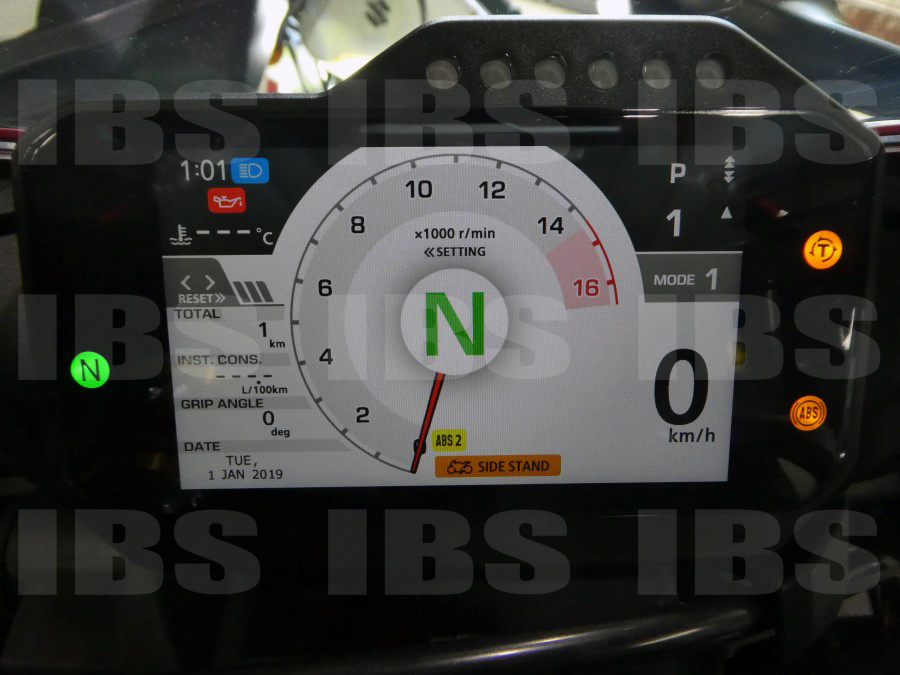 IBS IBS IBS
1:01
P
°C
1
MODE 1
RESET
TOTAL
1
km
INST. CONS.
----
L/100km
GRIP ANGLE
0
deg
DATE
TUE,
1 JAN 2019
0
2
4
6
8
10
12
14
16
×1000 r/min
«SETTING
N
ABS 2
SIDE STAND
0
km/h
N
T
ABS
IBS IBS IBS
IBS IBS IBS